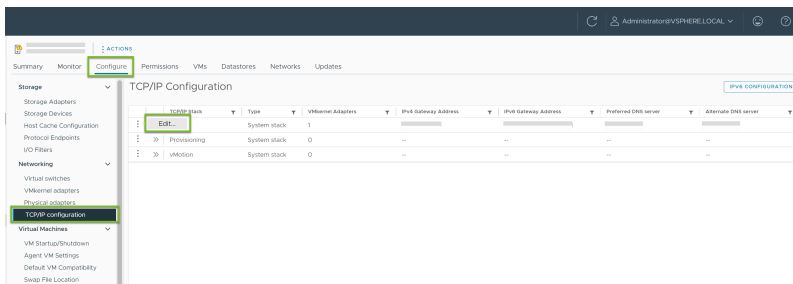 Administrator@VSPHERE.LOCAL
ACTIONS
Summary Monitor Configure Permissions VMs Datastores Networks Updates
Storage
Storage Adapters
Storage Devices
Host Cache Configuration
Protocol Endpoints
I/O Filters
Networking
Virtual switches
VMkernel adapters
Physical adapters
TCP/IP configuration
Virtual Machines
VM Startup/Shutdown
Agent VM Settings
Default VM Compatibility
Swap File Location
TCP/IP Configuration
IPV6 CONFIGURATION
TCP/IP Stack Type VMkernel Adapters IPv4 Gateway Address IPv6 Gateway Address Preferred DNS server Alternate DNS server
Edit... System stack 1
Provisioning System stack 0 -- -- -- --
vMotion System stack 0 -- -- -- --